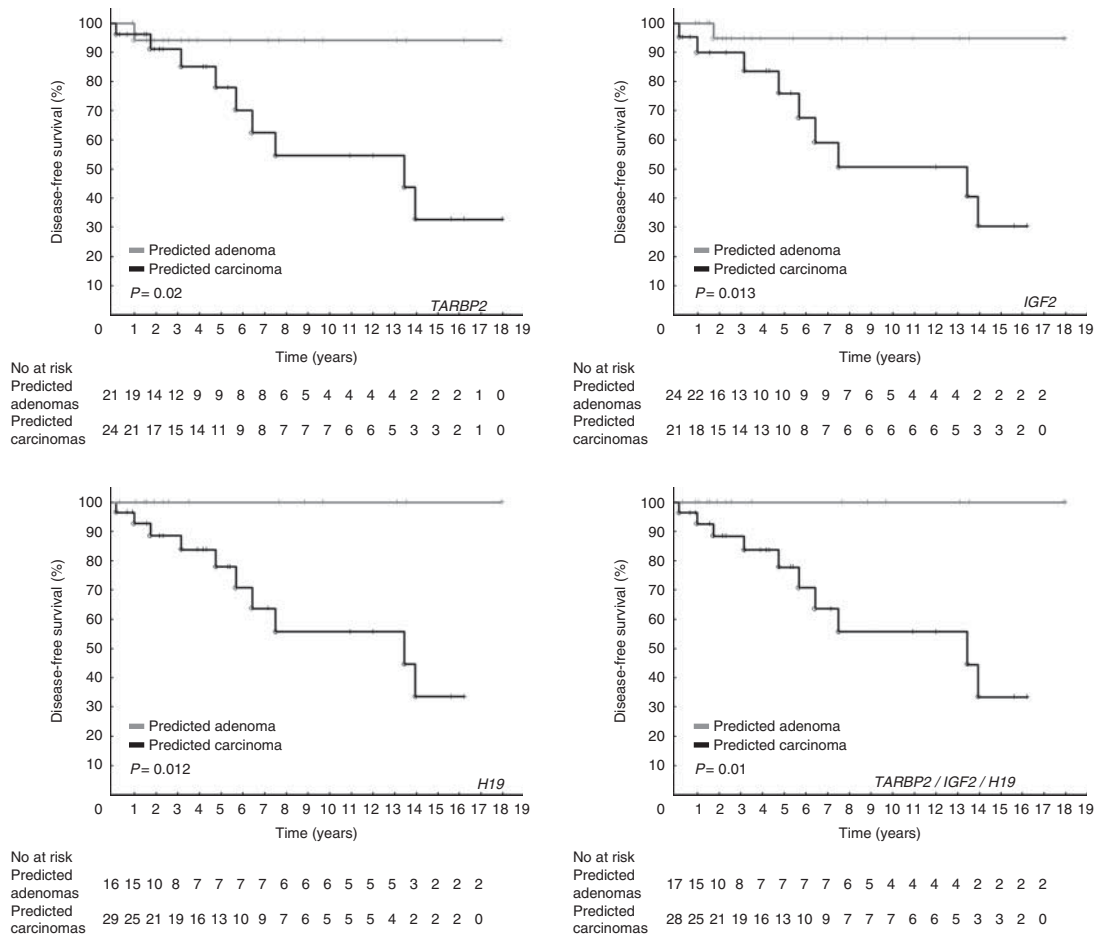 100
90
80
70
60
50
40
30
20
10
Disease-free survival (%)
Predicted adenoma
Predicted carcinoma
P = 0.02
TARBP2
0 1 2 3 4 5 6 7 8 9 10 11 12 13 14 15 16 17 18 19
Time (years)
No at risk
Predicted
adenomas 21 19 14 12 9 9 8 8 6 5 4 4 4 4 2 2 2 1 0
Predicted
carcinomas 24 21 17 15 14 11 9 8 7 7 7 6 6 5 3 3 2 1 0
100
90
80
70
60
50
40
30
20
10
Disease-free survival (%)
Predicted adenoma
Predicted carcinoma
P = 0.013
IGF2
0 1 2 3 4 5 6 7 8 9 10 11 12 13 14 15 16 17 18 19
Time (years)
No at risk
Predicted
adenomas 24 22 16 13 10 10 9 9 7 6 5 4 4 4 2 2 2 2
Predicted
carcinomas 21 18 15 14 13 10 8 7 6 6 6 6 6 5 3 3 2 0
100
90
80
70
60
50
40
30
20
10
Disease-free survival (%)
Predicted adenoma
Predicted carcinoma
P = 0.012
H19
0 1 2 3 4 5 6 7 8 9 10 11 12 13 14 15 16 17 18 19
Time (years)
No at risk
Predicted
adenomas 16 15 10 8 7 7 7 7 6 6 6 5 5 5 3 2 2 2
Predicted
carcinomas 29 25 21 19 16 13 10 9 7 6 5 5 5 4 2 2 2 0
100
90
80
70
60
50
40
30
20
10
Disease-free survival (%)
Predicted adenoma
Predicted carcinoma
P = 0.01
TARBP2 / IGF2 / H19
0 1 2 3 4 5 6 7 8 9 10 11 12 13 14 15 16 17 18 19
Time (years)
No at risk
Predicted
adenomas 17 15 10 8 7 7 7 7 6 5 4 4 4 4 2 2 2 2
Predicted
carcinomas 28 25 21 19 16 13 10 9 7 7 7 6 6 5 3 3 2 0